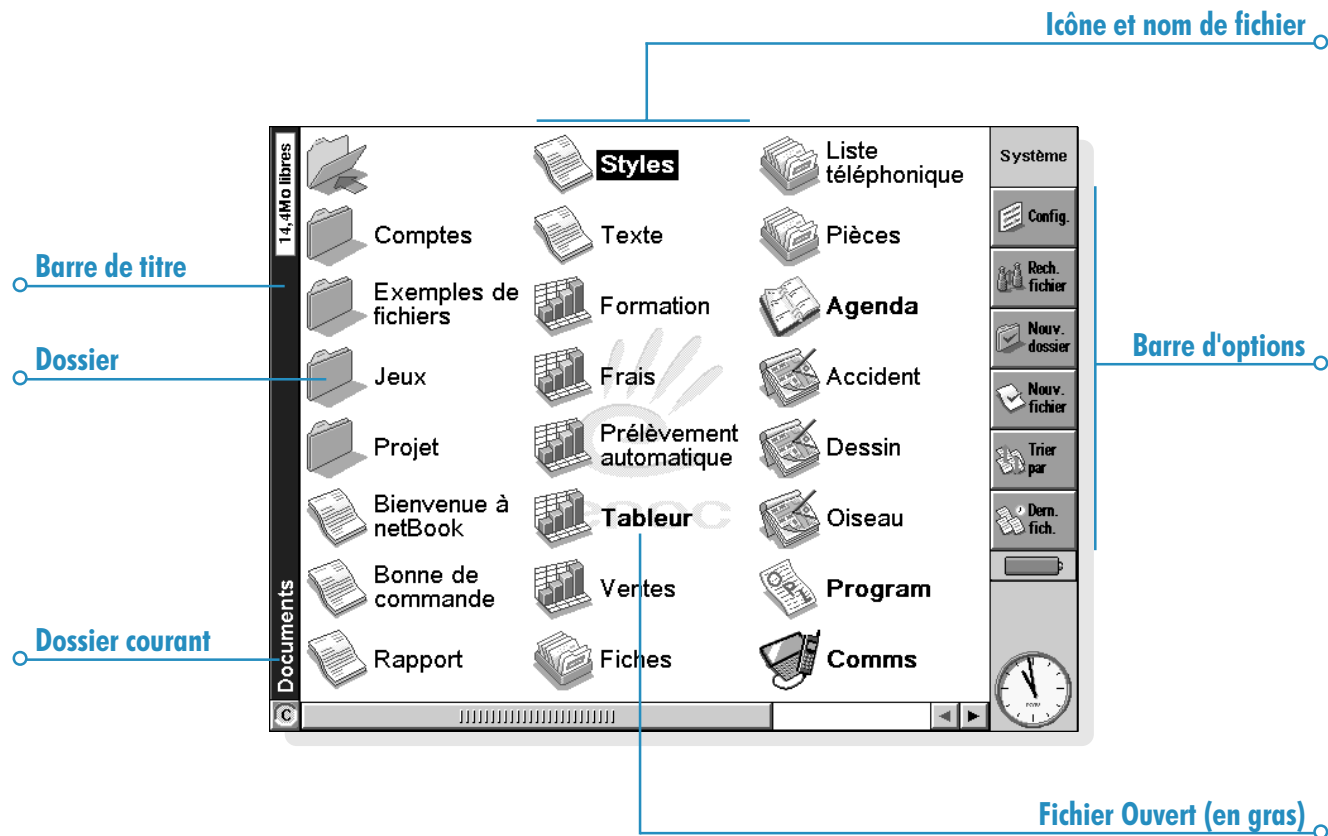 Icône et nom de fichier
14,4Mo libres
Documents
C
Styles
Liste
téléphonique
Système
Comptes
Texte
Pièces
Config.
Barre de titre
Exemples de
fichiers
Formation
Agenda
Rech.
fichier
Nouv.
dossier
Barre d'options
Dossier
Jeux
Frais
Accident
Nouv.
fichier
Projet
Prélèvement
automatique
Dessin
Trier
par
Bienvenue à
netBook
Tableur
Oiseau
Dern.
fich.
epoc
Bonne de
commande
Ventes
OPL
Program
Dossier courant
Rapport
Fiches
Comms
Fichier Ouvert (en gras)